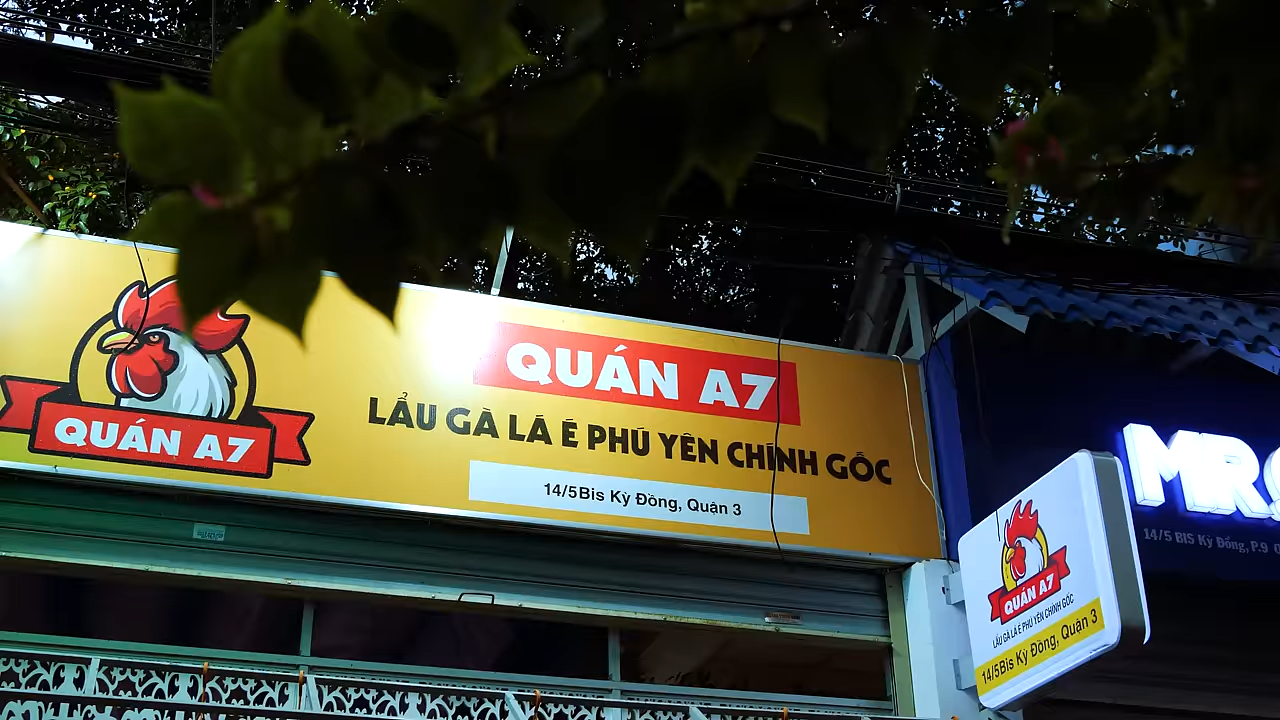 QUÁN A7
QUÁN A7
LẨU GÀ LÁ É PHÚ YÊN CHÍNH GỐC
14/5Bis Kỳ Đồng, Quận 3
QUÁN A7
LẨU GÀ LÁ É PHÚ YÊN CHÍNH GỐC
14/5Bis Kỳ Đồng, Quận 3
MR.
14/5 BIS Kỳ Đồng, P.9